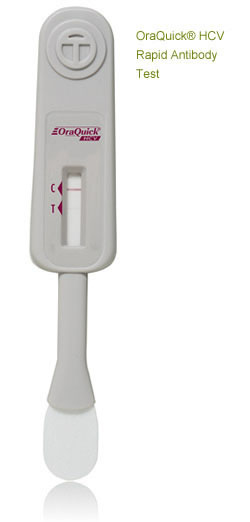 OraQuick® HCV
Rapid Antibody
Test
OraQuick®
HCV
C
T